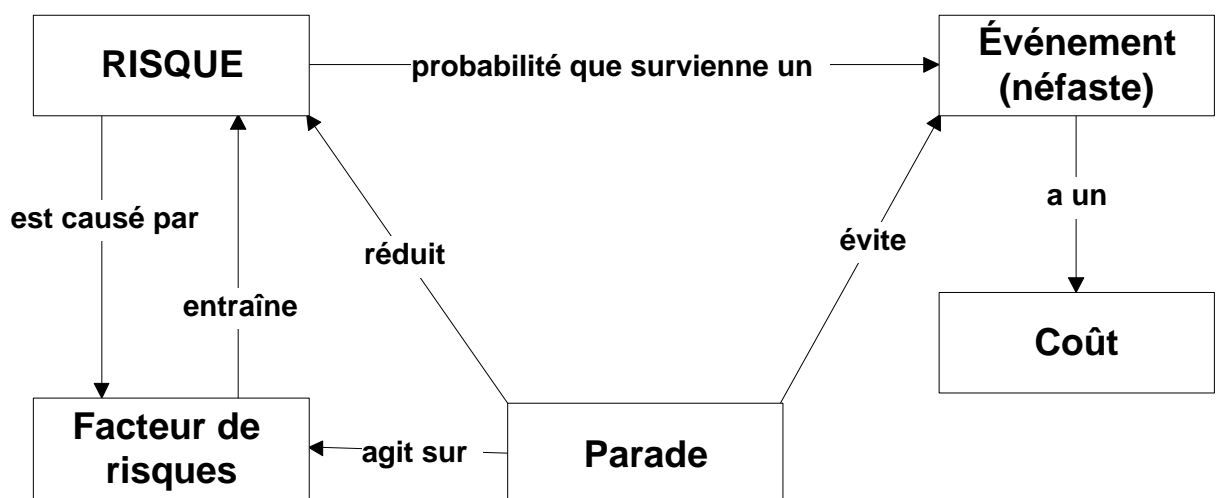 RISQUE
probabilité que survienne un
Événement
(néfaste)
est causé par
a un
réduit
évite
entraîne
Coût
Facteur de
risques
agit sur
Parade